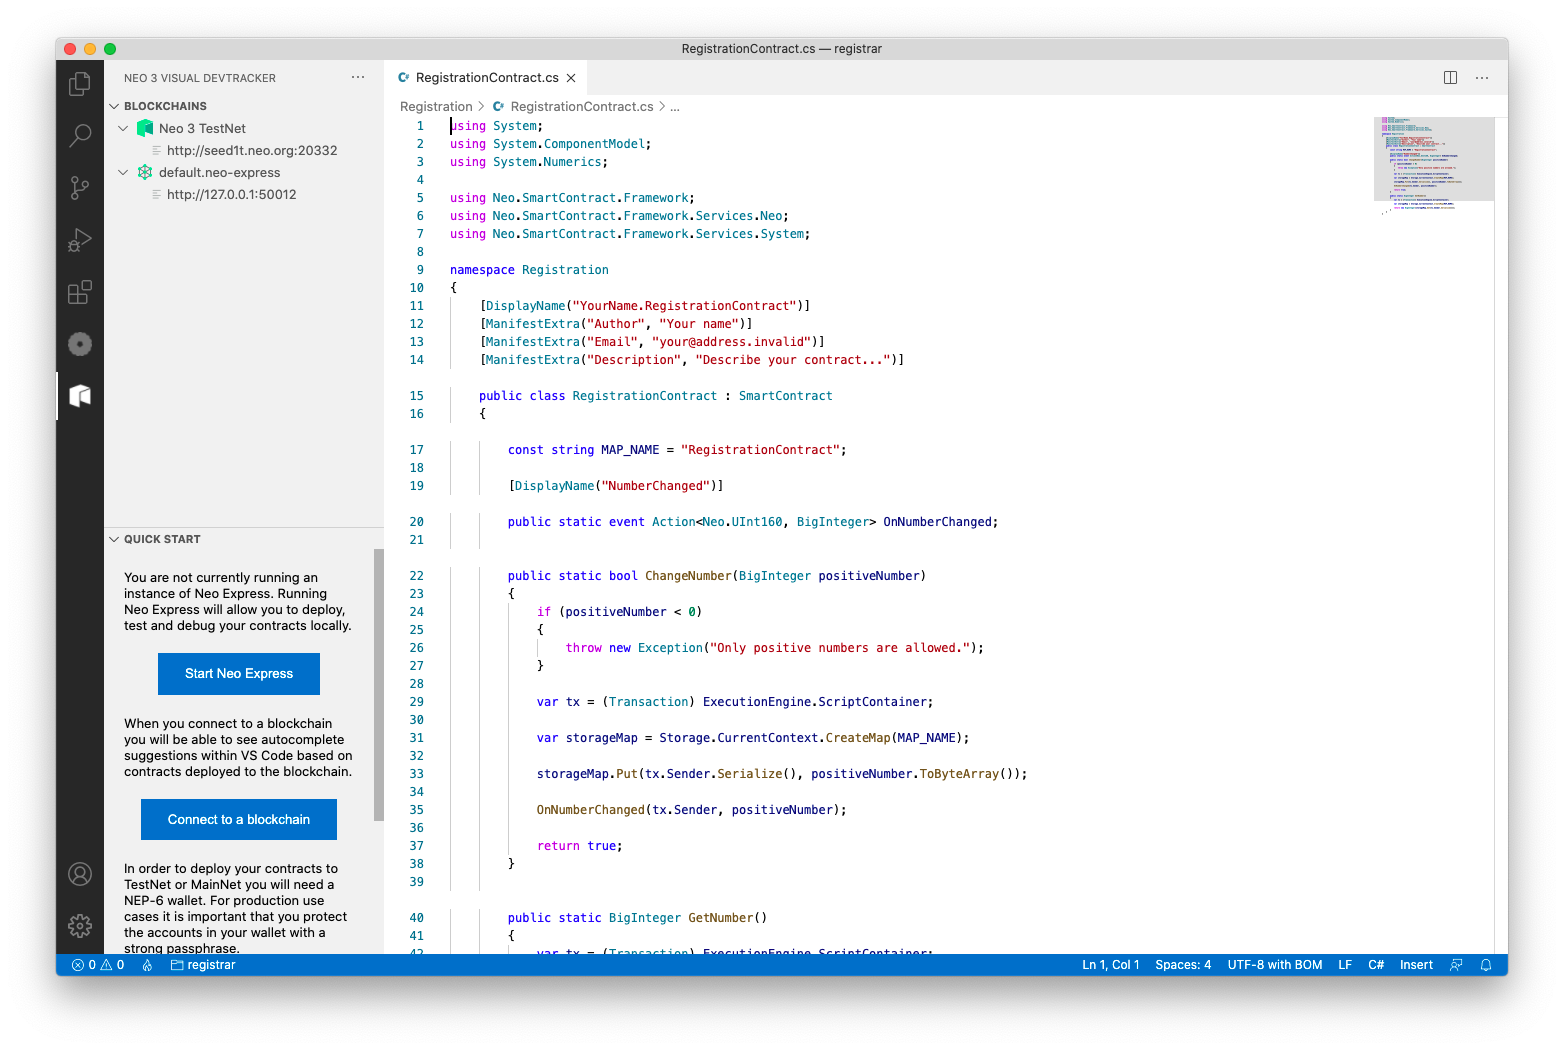 RegistrationContract.cs — registrar
NEO 3 VISUAL DEVTRACKER
BLOCKCHAINS
Neo 3 TestNet
http://seed1t.neo.org:20332
default.neo-express
http://127.0.0.1:50012
QUICK START
You are not currently running an
instance of Neo Express. Running
Neo Express will allow you to deploy,
test and debug your contracts locally.
Start Neo Express
When you connect to a blockchain
you will be able to see autocomplete
suggestions within VS Code based on
contracts deployed to the blockchain.
Connect to a blockchain
In order to deploy your contracts to
TestNet or MainNet you will need a
NEP-6 wallet. For production use
cases it is important that you protect
the accounts in your wallet with a
strong passphrase.
RegistrationContract.cs
Registration > RegistrationContract.cs > ...
1 using System;
2 using System.ComponentModel;
3 using System.Numerics;
4
5 using Neo.SmartContract.Framework;
6 using Neo.SmartContract.Framework.Services.Neo;
7 using Neo.SmartContract.Framework.Services.System;
8
9 namespace Registration
10 {
11 [DisplayName("YourName.RegistrationContract")]
12 [ManifestExtra("Author", "Your name")]
13 [ManifestExtra("Email", "your@address.invalid")]
14 [ManifestExtra("Description", "Describe your contract...")]
15 public class RegistrationContract : SmartContract
16 {
17 const string MAP_NAME = "RegistrationContract";
18
19 [DisplayName("NumberChanged")]
20 public static event Action<Neo.UInt160, BigInteger> OnNumberChanged;
21
22 public static bool ChangeNumber(BigInteger positiveNumber)
23 {
24 if (positiveNumber < 0)
25 {
26 throw new Exception("Only positive numbers are allowed.");
27 }
28
29 var tx = (Transaction) ExecutionEngine.ScriptContainer;
30
31 var storageMap = Storage.CurrentContext.CreateMap(MAP_NAME);
32
33 storageMap.Put(tx.Sender.Serialize(), positiveNumber.ToByteArray());
34
35 OnNumberChanged(tx.Sender, positiveNumber);
36
37 return true;
38 }
39
40 public static BigInteger GetNumber()
41 {
42 var tx = (Transaction) ExecutionEngine.ScriptContainer;
0 0 registrar
Ln 1, Col 1 Spaces: 4 UTF-8 with BOM LF C# Insert